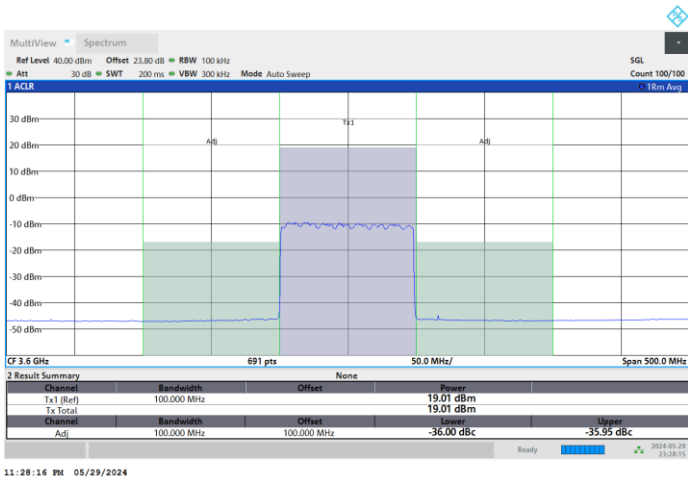 MultiView Spectrum
Ref Level 40.00 dBm Offset 23.80 dB RBW 100 kHz SGL
Att 30 dB SWT 200 ms VBW 300 kHz Mode Auto Sweep Count 100/100
1 ACLR 1Rm Avg
30 dBm
Tx1
20 dBm
Adj Adj
10 dBm
0 dBm
-10 dBm
-20 dBm
-30 dBm
-40 dBm
-50 dBm
CF 3.6 GHz 691 pts 50.0 MHz/ Span 500.0 MHz
2 Result Summary None
Channel Bandwidth Offset Power
Tx1 (Ref) 100.000 MHz 19.01 dBm
Tx Total 19.01 dBm
Channel Bandwidth Offset Lower Upper
Adj 100.000 MHz 100.000 MHz -36.00 dBc -35.95 dBc
Ready 2024-05-29
23:28:15
11:28:16 PM 05/29/2024